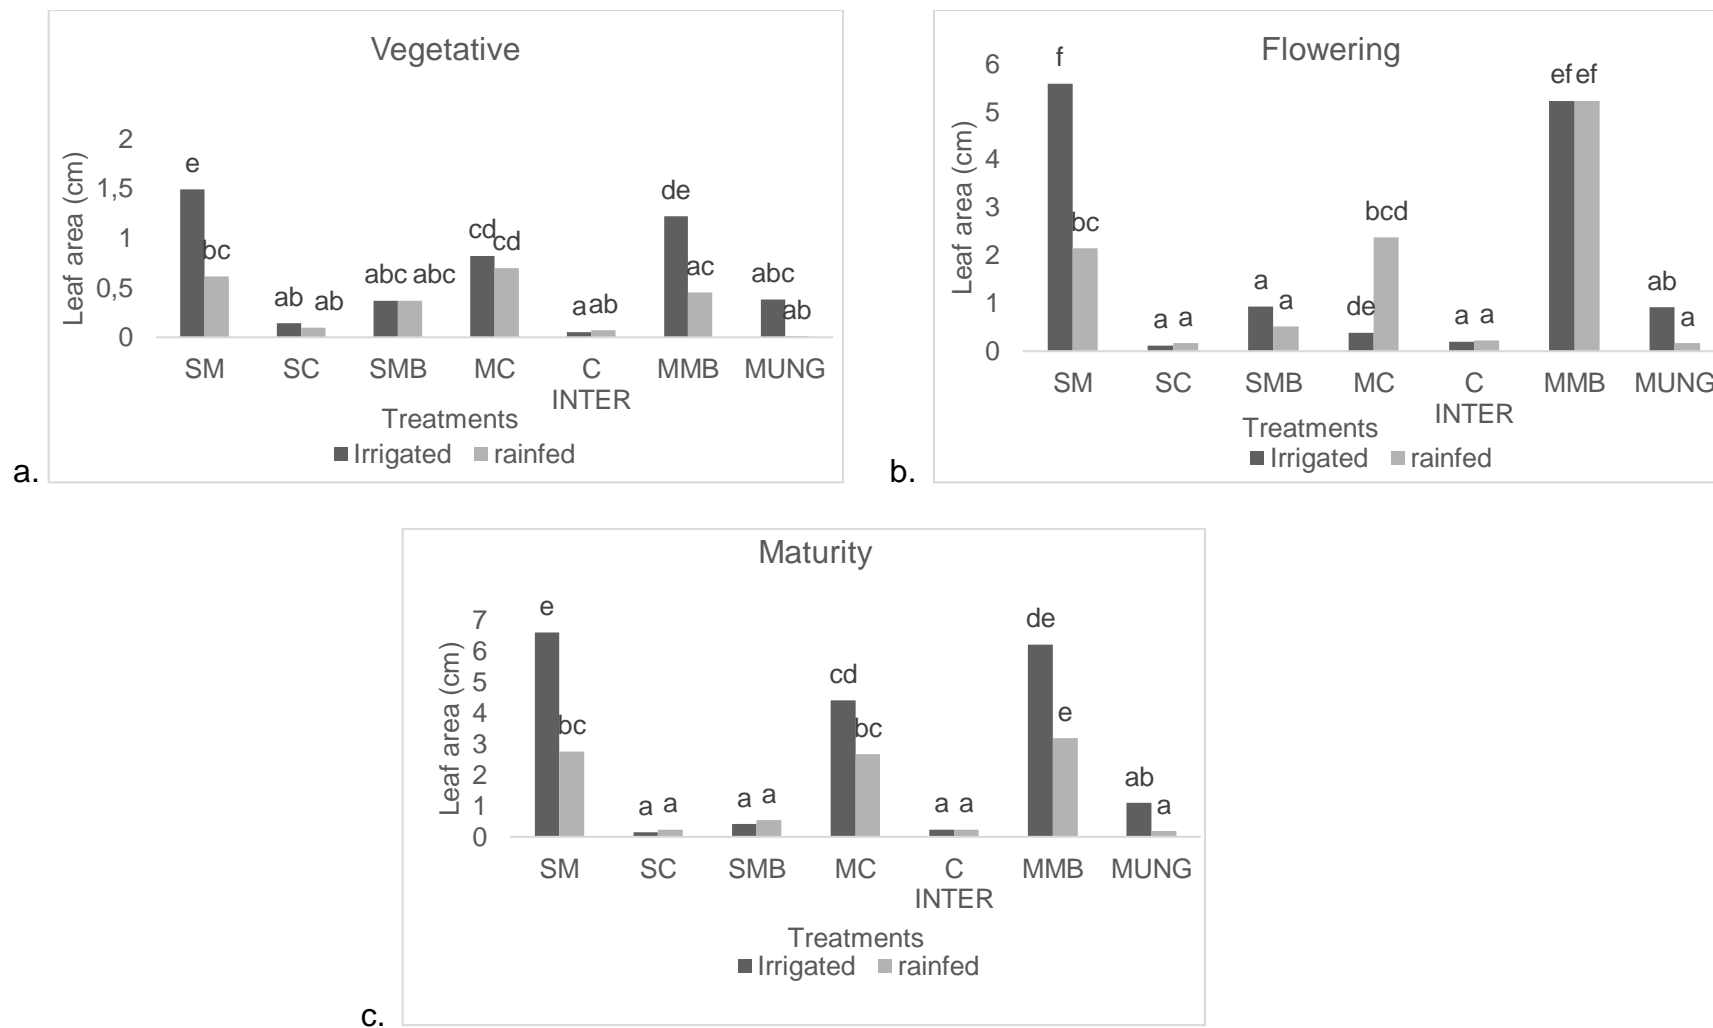 Vegetative
2
1,5
1
0,5
0
Leaf area (cm)
e
bc
ab
ab
abc
abc
cd
cd
a
ab
de
ac
abc
ab
SM
SC
SMB
MC
C INTER
MMB
MUNG
Treatments
Irrigated
rainfed
a.
Flowering
6
5
4
3
2
1
0
Leaf area (cm)
f
bc
a
a
a
a
de
bcd
a
a
ef
ef
ab
a
SM
SC
SMB
MC
C INTER
MMB
MUNG
Treatments
Irrigated
rainfed
b.
Maturity
7
6
5
4
3
2
1
0
Leaf area (cm)
e
bc
a
a
a
a
cd
bc
a
a
de
e
ab
a
SM
SC
SMB
MC
C INTER
MMB
MUNG
Treatments
Irrigated
rainfed
c.